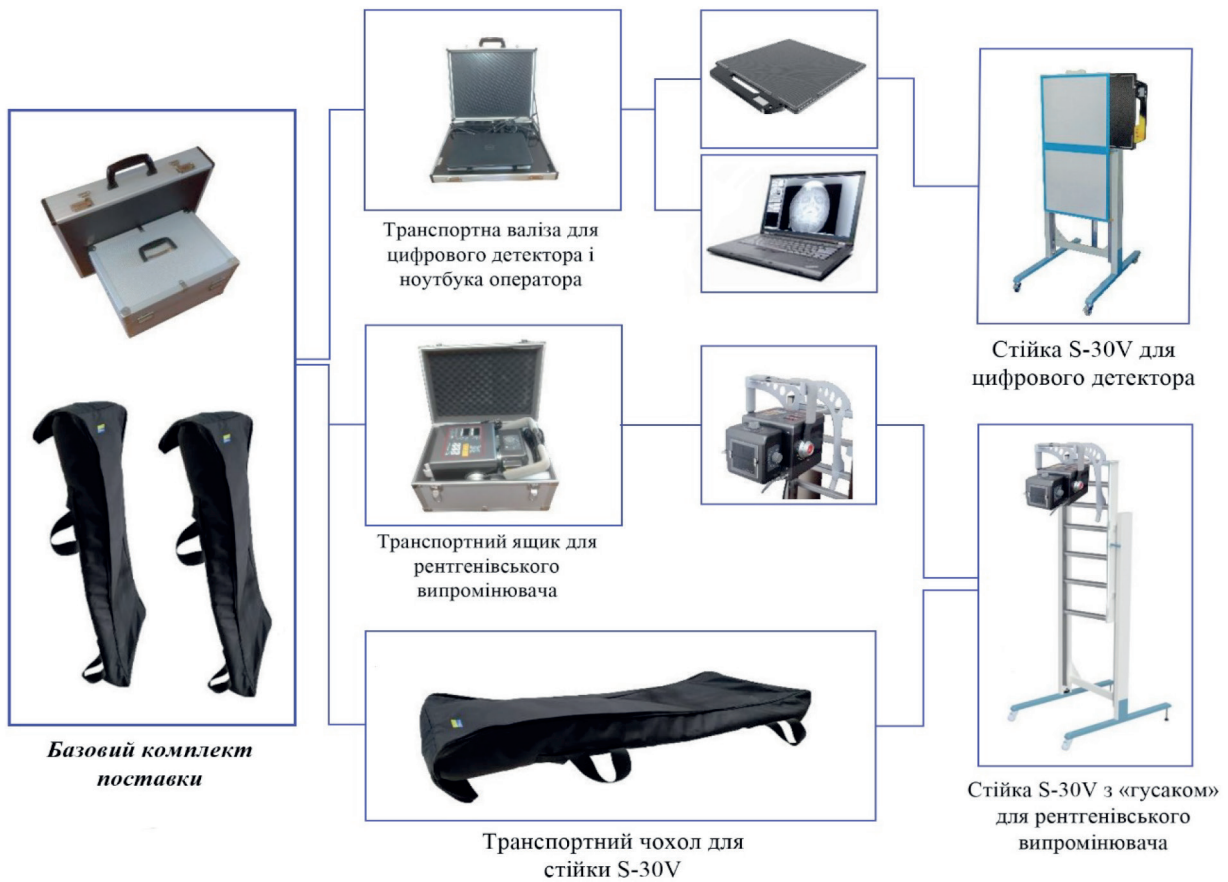 Транспортна валіза для
цифрового детектора і
ноутбука оператора
Стійка S-30V для
цифрового детектора
Транспортний ящик для
рентгенівського
випромінювача
Базовий комплект
поставки
Транспортний чохол для
стійки S-30V
Стійка S-30V з «гусаком»
для рентгенівського
випромінювача